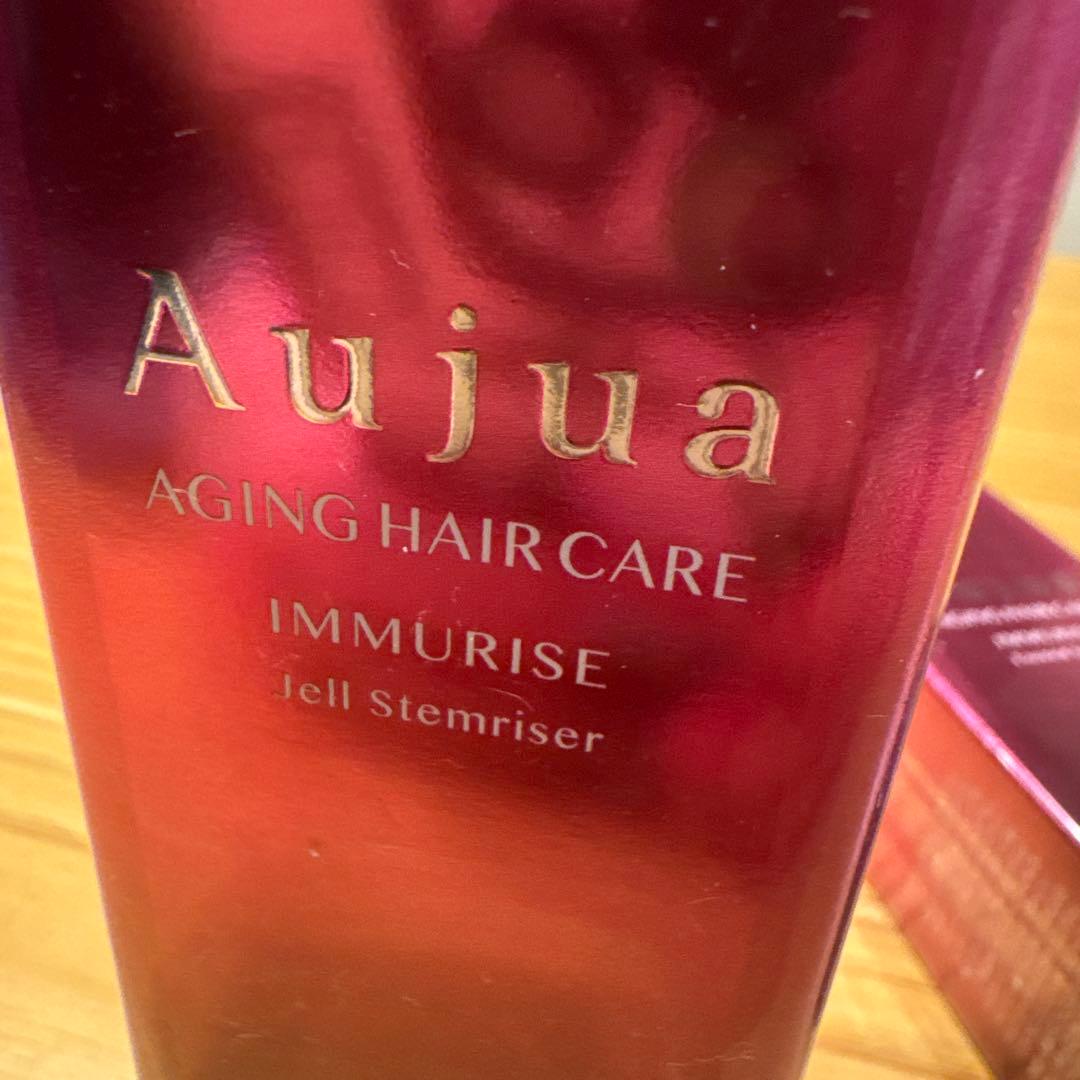 Aujua
AGING HAIR CARE
IMMURISE
Jell Stemriser